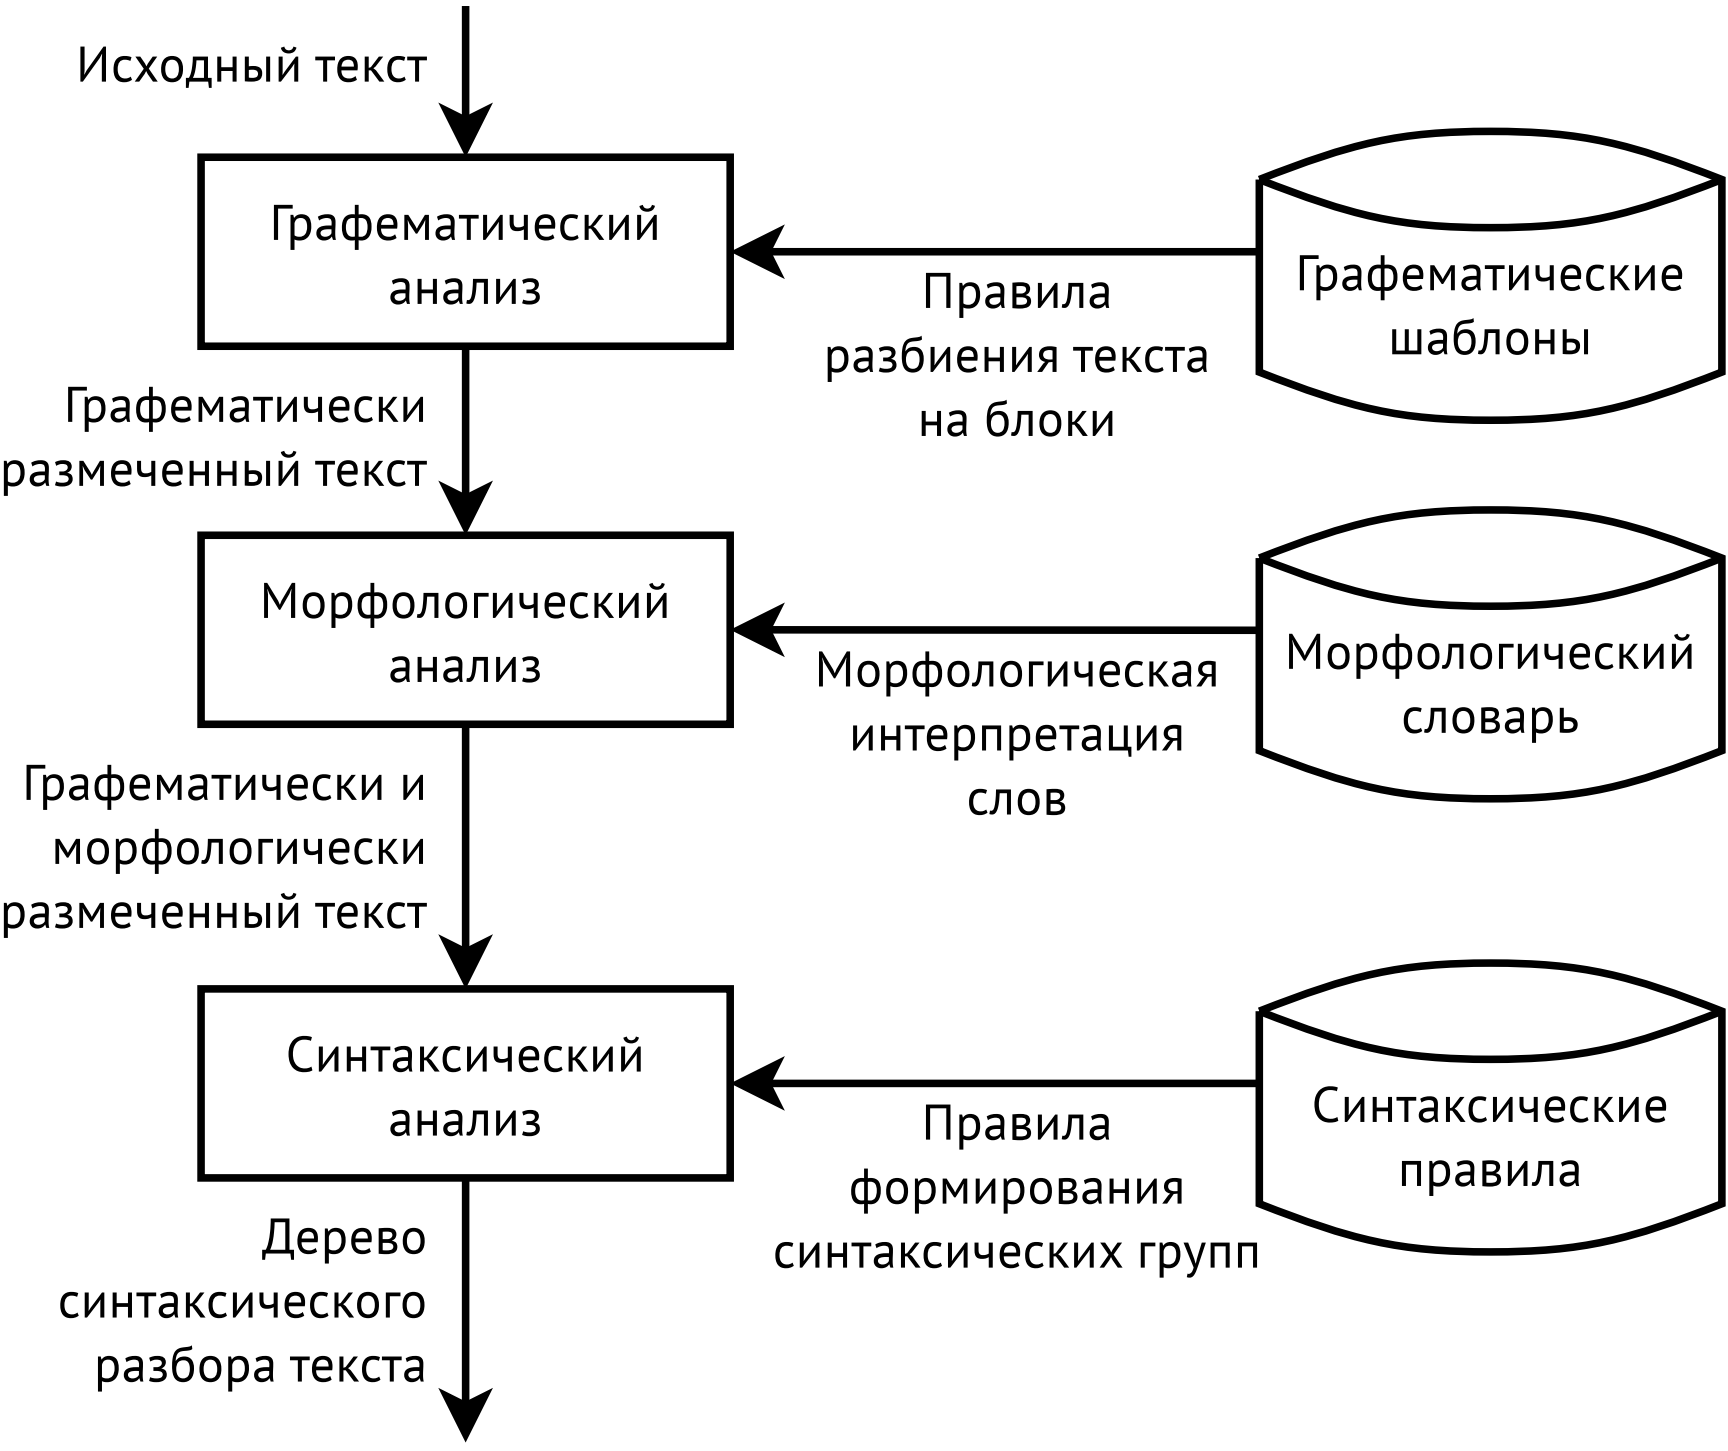 Исходный текст
Графематический
анализ
Правила
разбиения текста
на блоки
Графематические
шаблоны
Графематически
размеченный текст
Морфологический
анализ
Морфологическая
интерпретация
слов
Морфологический
словарь
Графематически и
морфологически
размеченный текст
Синтаксический
анализ
Правила
формирования
синтаксических групп
Синтаксические
правила
Дерево
синтаксического
разбора текста